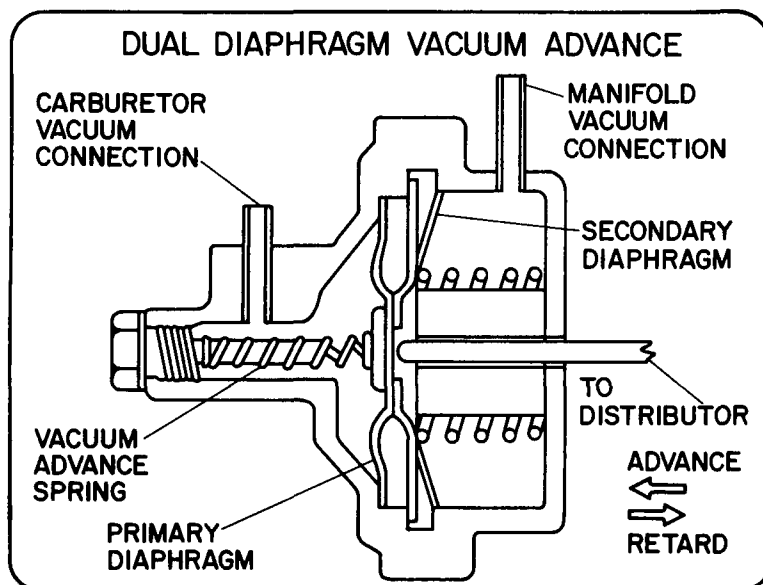 DUAL DIAPHRAGM VACUUM ADVANCE
CARBURETOR
VACUUM
CONNECTION
MANIFOLD
VACUUM
CONNECTION
SECONDARY
DIAPHRAGM
TO
DISTRIBUTOR
VACUUM
ADVANCE
SPRING
PRIMARY
DIAPHRAGM
ADVANCE
RETARD